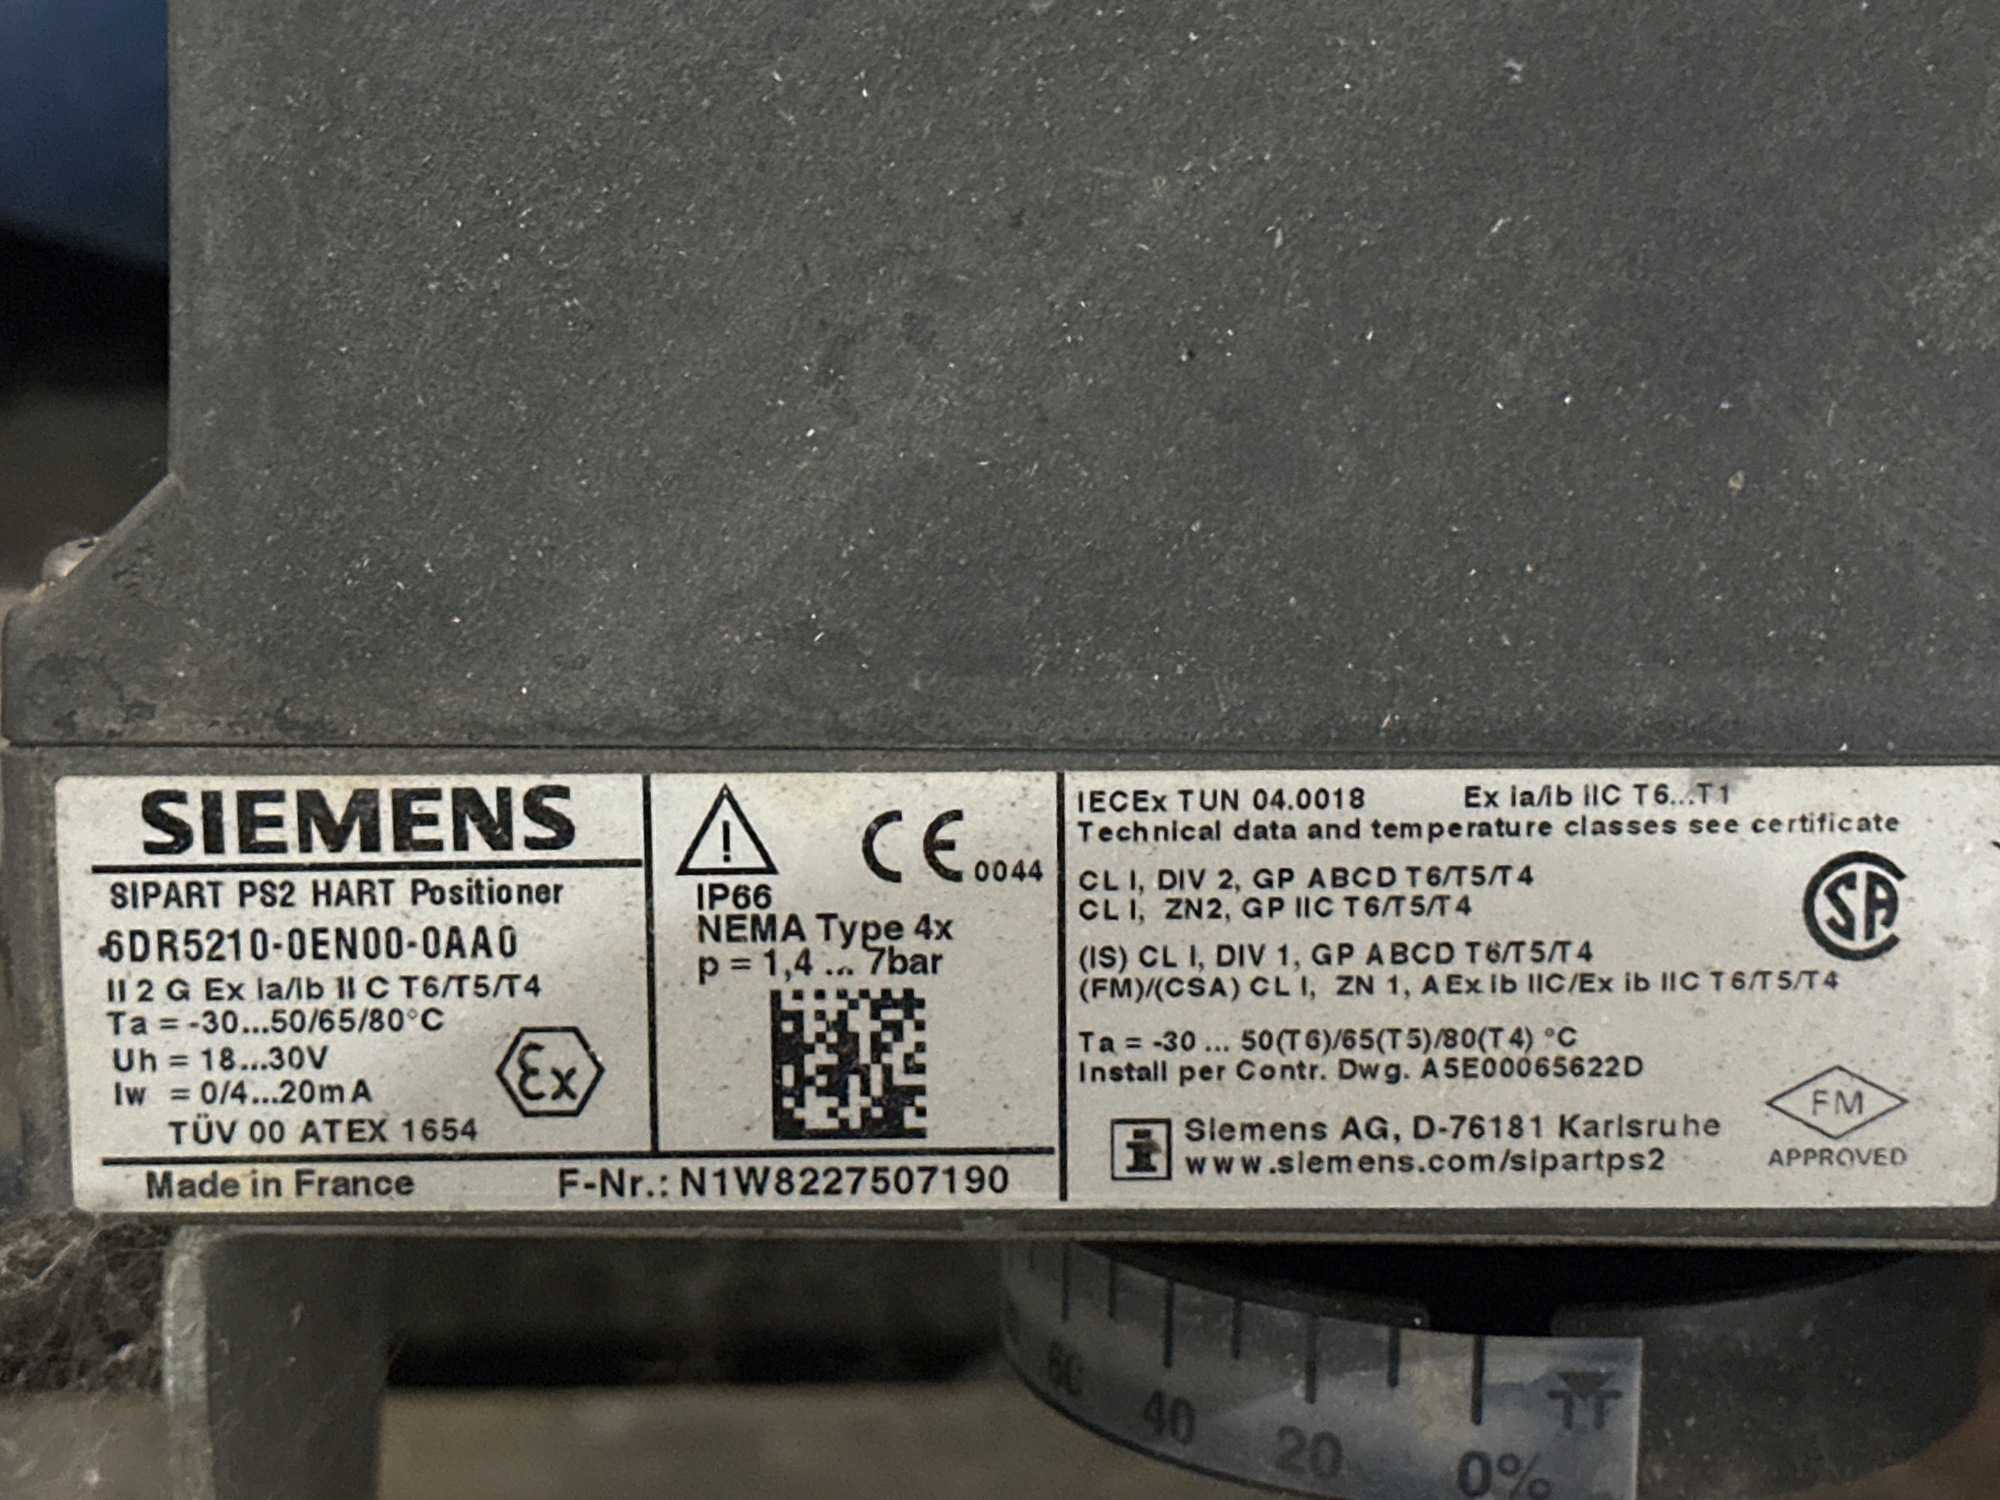 SIEMENS
SIPART PS2 HART Positioner
6DR5210-0EN00-0AA0
II 2 G Ex ia/ib II C T6/T5/T4
Ta = -30...50/65/80°C
Uh = 18...30V
Iw = 0/4...20mA
TÜV 00 ATEX 1654
Ex
Made in France
F-Nr.: N1W8227507190
!
CE 0044
IP66
NEMA Type 4x
p = 1,4 ... 7bar
IECEx TUN 04.0018 Ex ia/ib IIC T6...T1
Technical data and temperature classes see certificate
CL I, DIV 2, GP ABCD T6/T5/T4
CL I, ZN2, GP IIC T6/T5/T4
(IS) CL I, DIV 1, GP ABCD T6/T5/T4
(FM)/(CSA) CL I, ZN 1, AEx ib IIC/Ex ib IIC T6/T5/T4
Ta = -30 ... 50(T6)/65(T5)/80(T4) °C
Install per Contr. Dwg. A5E00065622D
Siemens AG, D-76181 Karlsruhe
www.siemens.com/sipartps2
SA
FM
APPROVED
60 40 20 0%